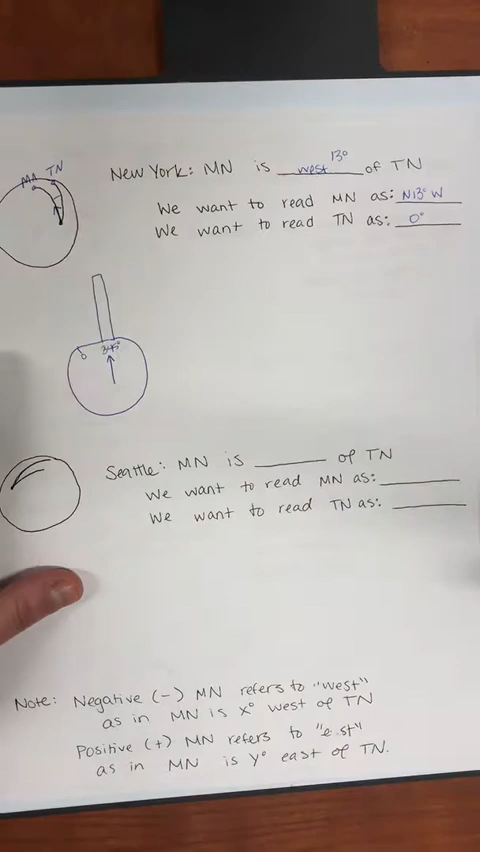 MN TN
New York: MN is west 13° of TN
We want to read MN as: N13°W
We want to read TN as: 0°
Seattle: MN is ______ of TN
We want to read MN as: ______
We want to read TN as: ______
Note: Negative (-) MN refers to "west"
as in MN is x° west of TN
Positive (+) MN refers to "east"
as in MN is y° east of TN.